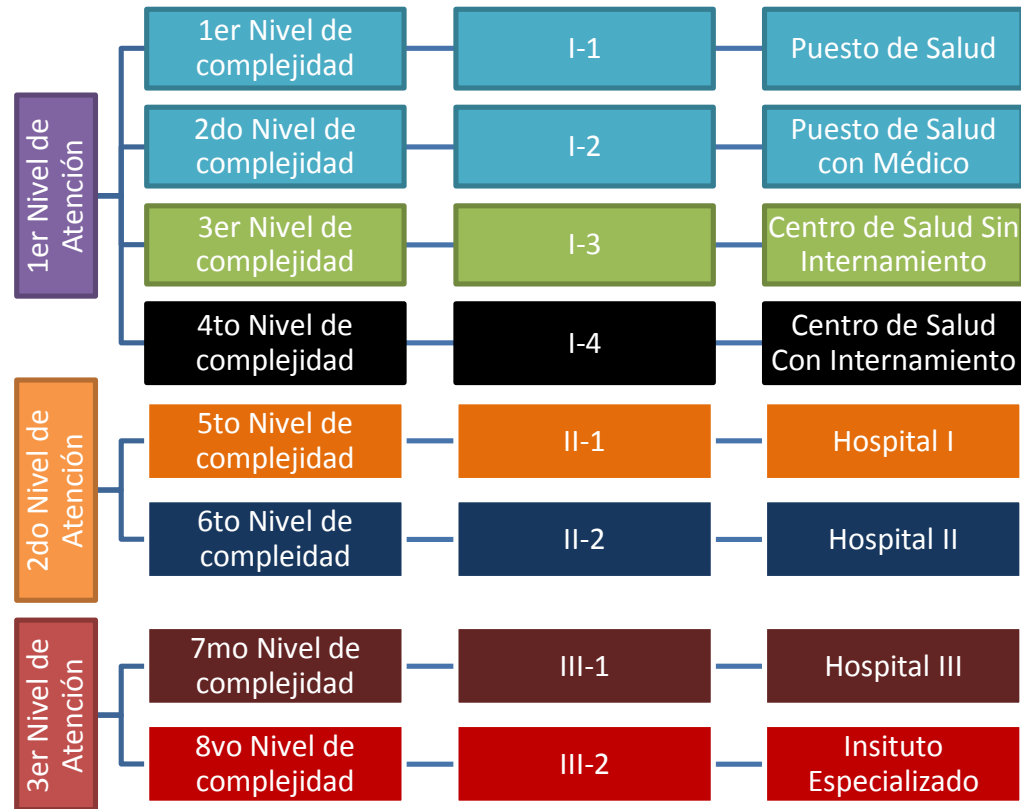 1er Nivel de
Atención
1er Nivel de
complejidad
I-1
Puesto de Salud
2do Nivel de
complejidad
I-2
Puesto de Salud
con Médico
3er Nivel de
complejidad
I-3
Centro de Salud Sin
Internamiento
4to Nivel de
complejidad
I-4
Centro de Salud
Con Internamiento
2do Nivel de
Atención
5to Nivel de
complejidad
II-1
Hospital I
6to Nivel de
compleidad
II-2
Hospital II
3er Nivel de
Atención
7mo Nivel de
complejidad
III-1
Hospital III
8vo Nivel de
complejidad
III-2
Insituto
Especializado